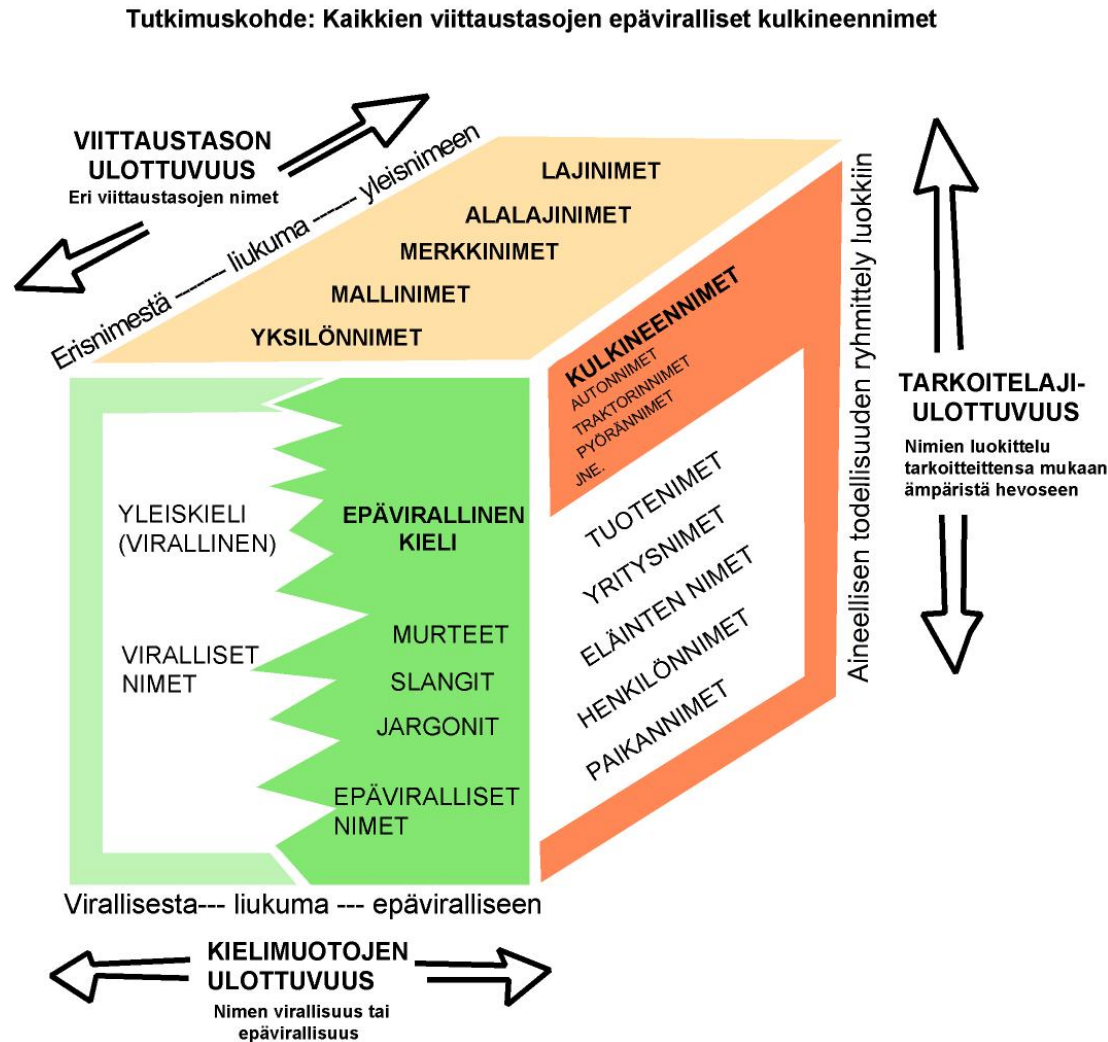 Tutkimuskohde: Kaikkien viittaustasojen epäviralliset kulkineennimet
VIITTAUSTASON
ULOTTUVUUS
Eri viittaustasojen nimet
Erisnimestä ------- liukuma ------ yleisnimeen
LAJINIMET
ALALAJINIMET
MERKKINIMET
MALLINIMET
YKSILÖNNIMET
KULKINEENNIMET
AUTONNIMET
TRAKTORINNIMET
PYÖRÄNNIMET
JNE.
TUOTENIMET
YRITYSNIMET
ELÄINTEN NIMET
HENKILÖNNIMET
PAIKANNIMET
Aineellisen todellisuuden ryhmittely luokkiin
TARKOITELAJI-
ULOTTUVUUS
Nimien luokittelu
tarkoitteittensa mukaan
ämpäristä hevoseen
YLEISKIELI
(VIRALLINEN)
VIRALLISET
NIMET
EPÄVIRALLINEN
KIELI
MURTEET
SLANGIT
JARGONIT
EPÄVIRALLISET
NIMET
Virallisesta--- liukuma --- epäviralliseen
KIELIMUOTOJEN
ULOTTUVUUS
Nimen virallisuus tai
epävirallisuus